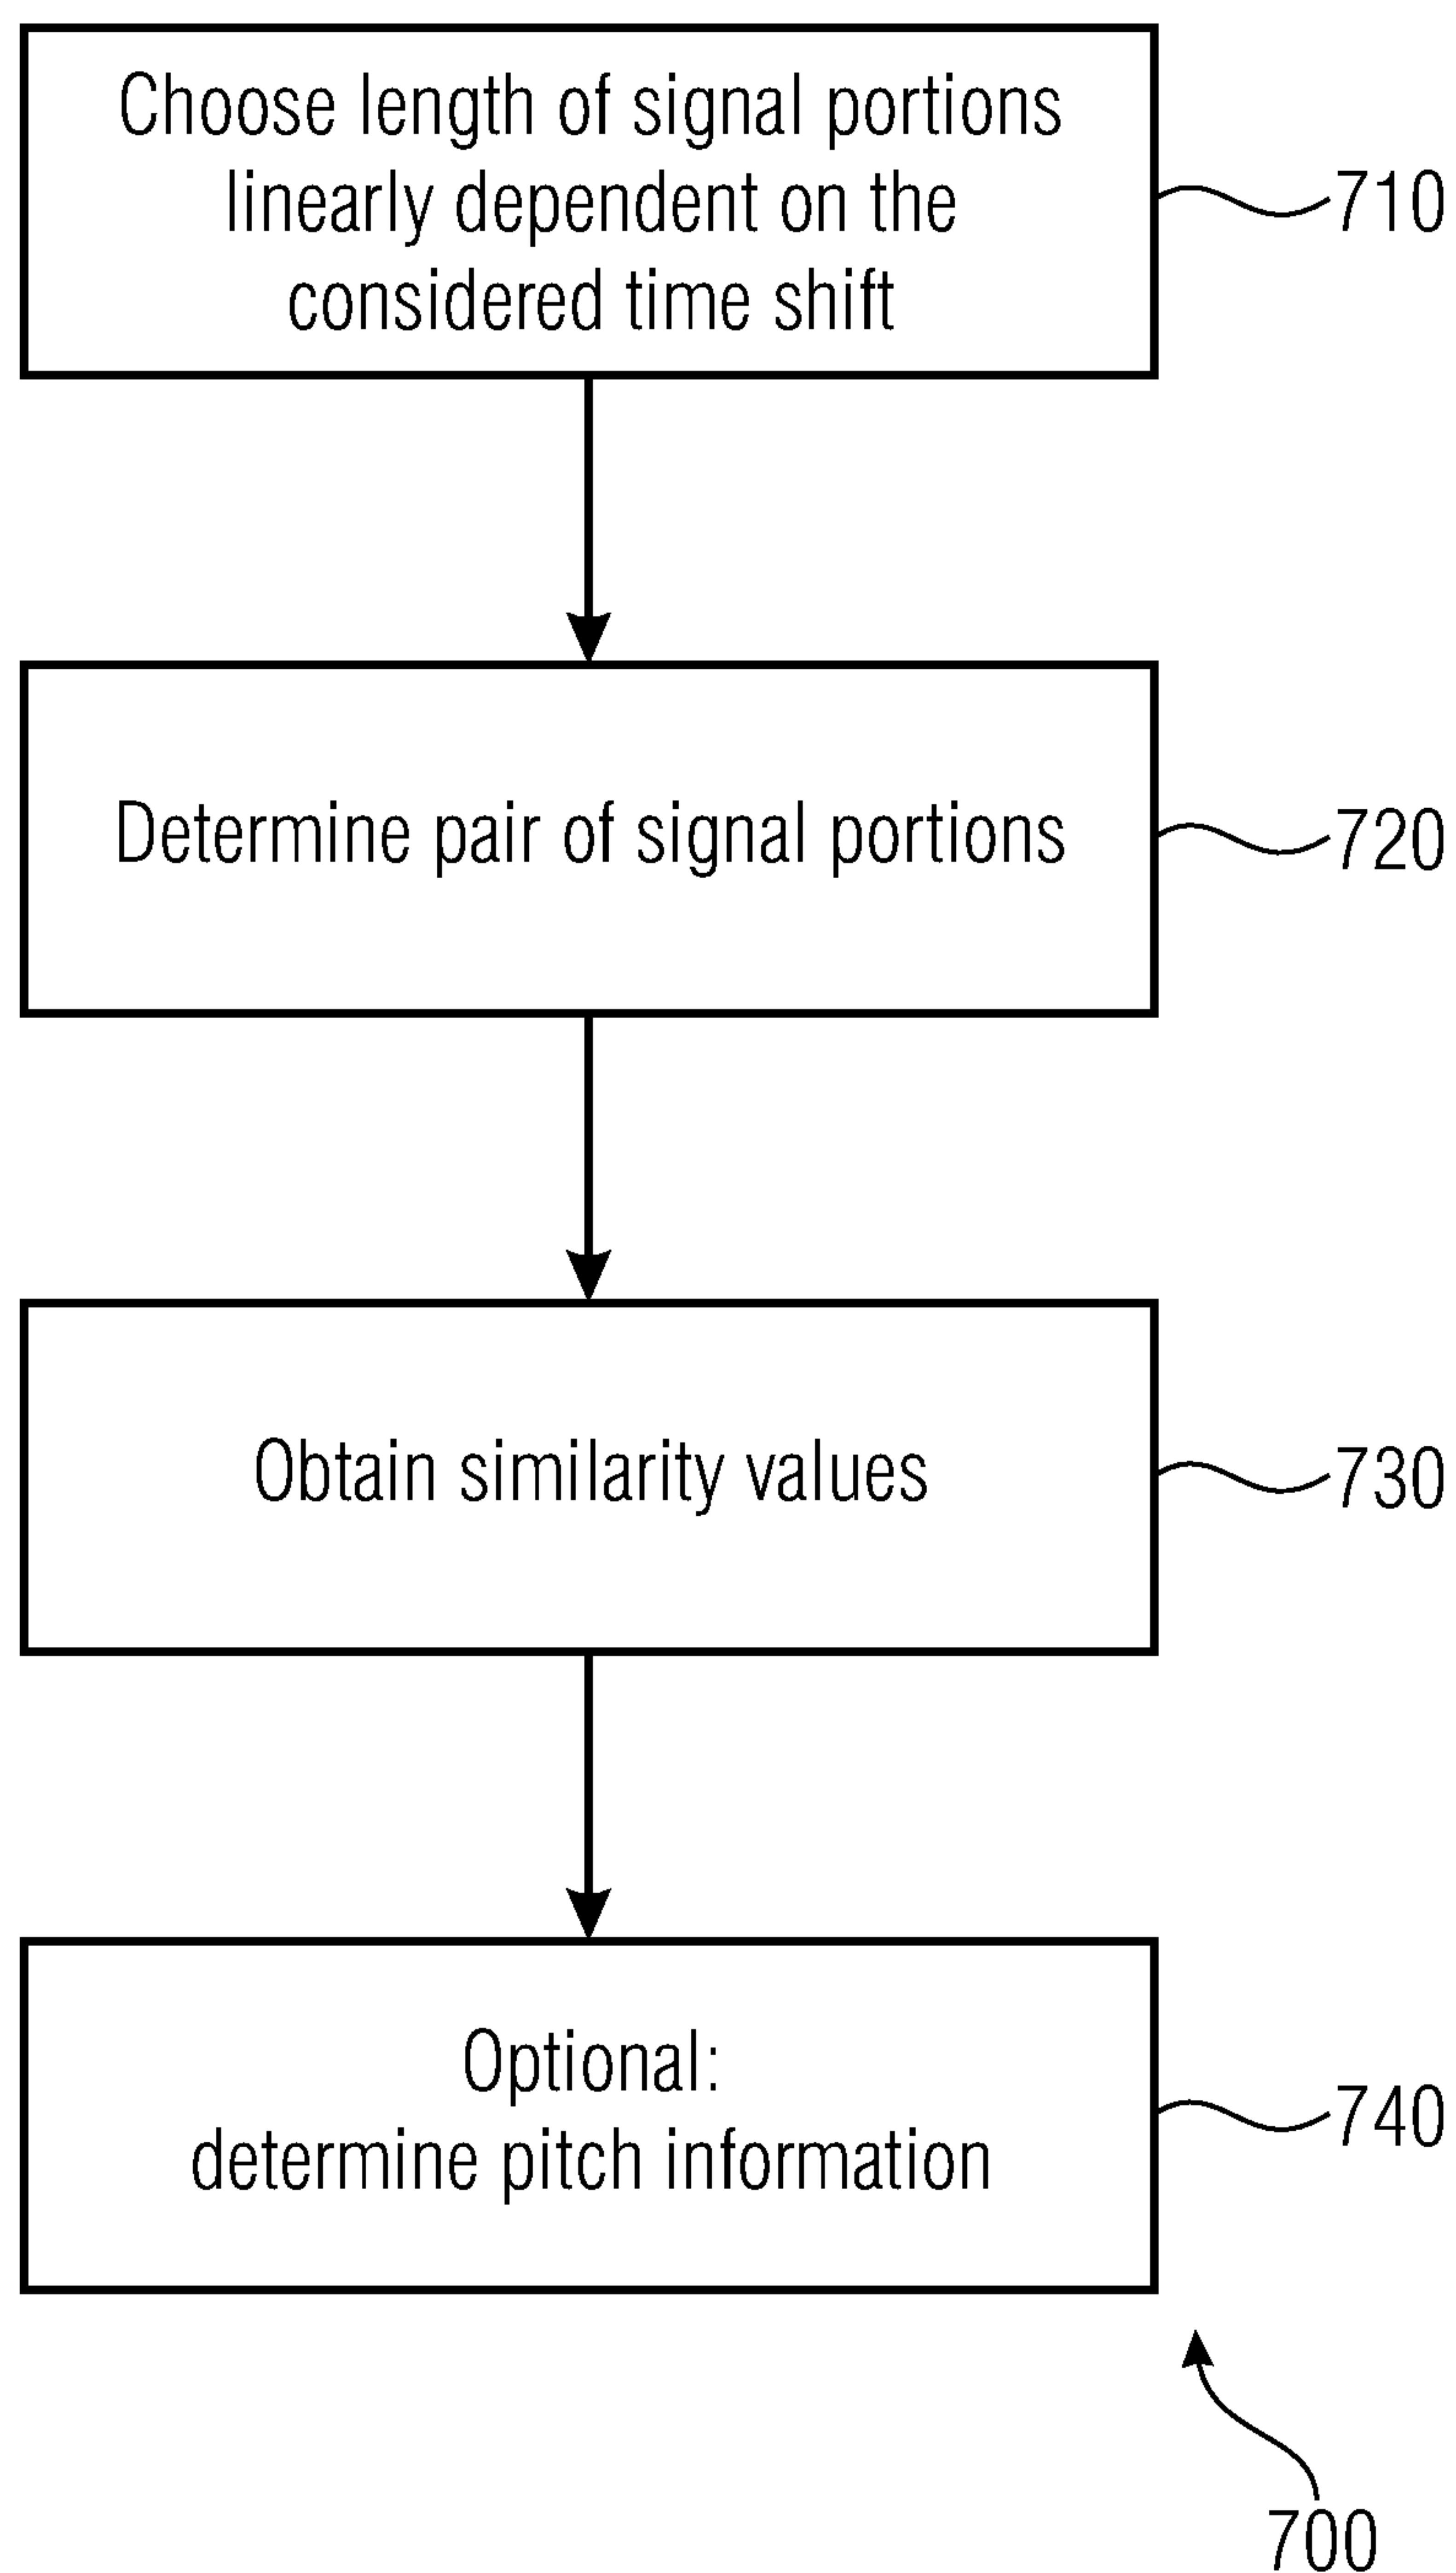 Choose length of signal portions
linearly dependent on the
considered time shift
710
Determine pair of signal portions
720
Obtain similarity values
730
Optional:
determine pitch information
740
700